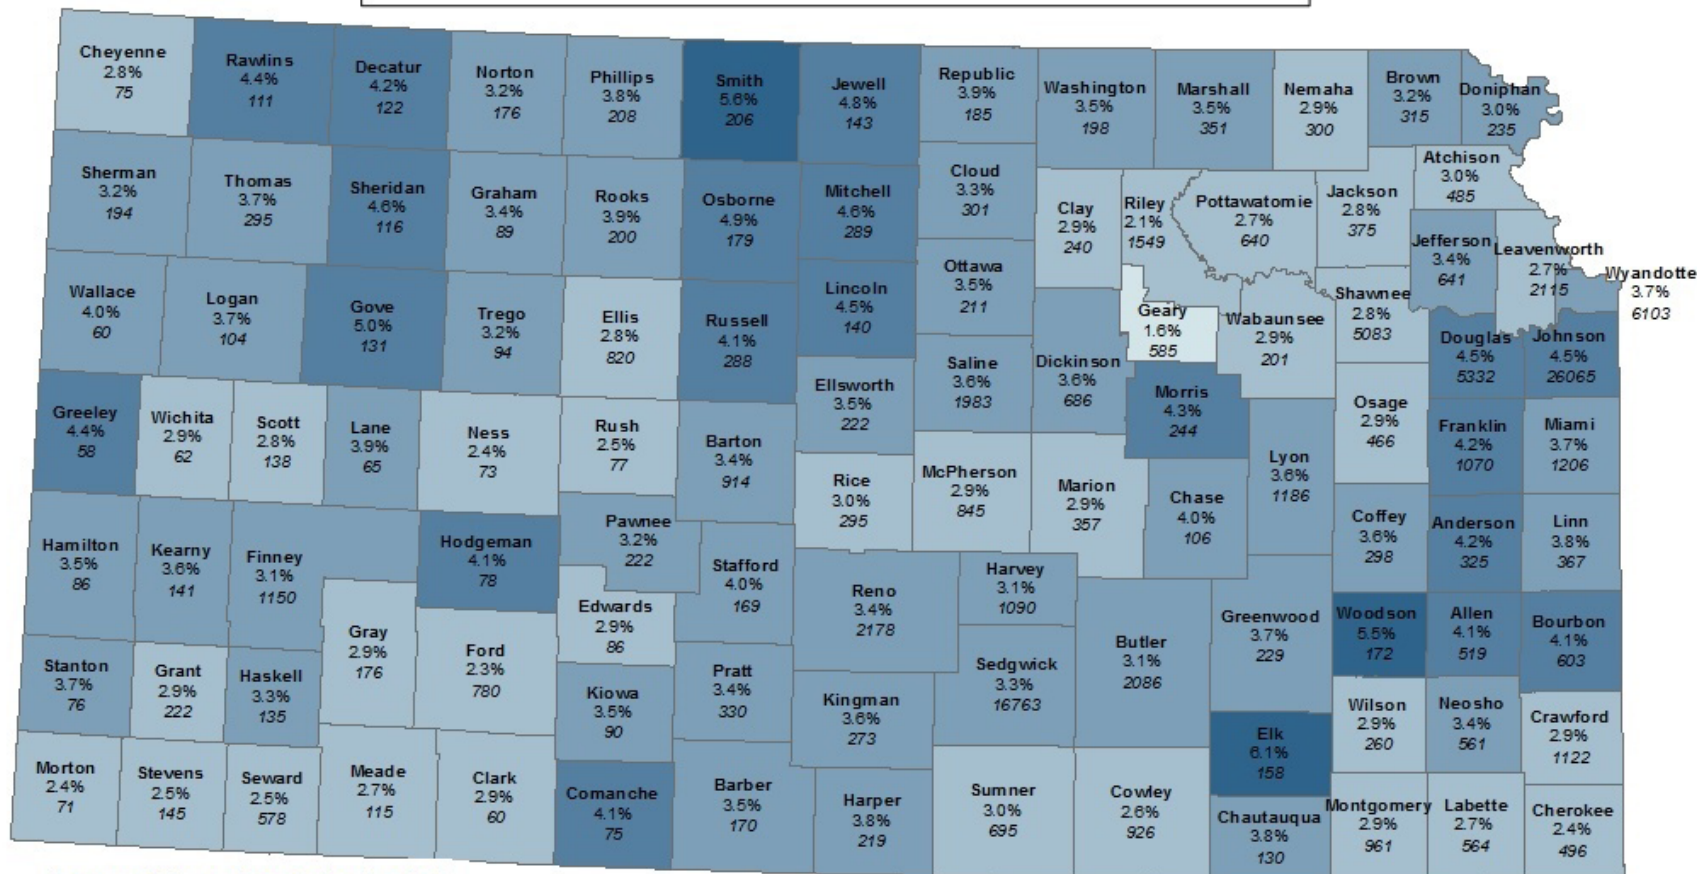 Cheyenne
2.8%
75
Rawlins
4.4%
111
Decatur
4.2%
122
Norton
3.2%
176
Phillips
3.8%
208
Smith
5.6%
206
Jewell
4.8%
143
Republic
3.9%
185
Washington
3.5%
198
Marshall
3.5%
351
Nemaha
2.9%
300
Brown
3.2%
315
Doniphan
3.0%
235
Sherman
3.2%
194
Thomas
3.7%
295
Sheridan
4.6%
116
Graham
3.4%
89
Rooks
3.9%
200
Osborne
4.9%
179
Mitchell
4.6%
289
Cloud
3.3%
301
Clay
2.9%
240
Riley
2.1%
1549
Pottawatomie
2.7%
640
Jackson
2.8%
375
Atchison
3.0%
485
Jefferson
3.4%
641
Leavenworth
2.7%
2115
Wyandotte
3.7%
6103
Wallace
4.0%
60
Logan
3.7%
104
Gove
5.0%
131
Trego
3.2%
94
Ellis
2.8%
820
Russell
4.1%
288
Lincoln
4.5%
140
Ottawa
3.5%
211
Saline
3.6%
1983
Dickinson
3.6%
686
Geary
1.6%
585
Wabaunsee
2.9%
201
Shawnee
2.8%
5083
Douglas
4.5%
5332
Johnson
4.5%
26065
Greeley
4.4%
58
Wichita
2.9%
62
Scott
2.8%
138
Lane
3.9%
65
Ness
2.4%
73
Rush
2.5%
77
Barton
3.4%
914
Ellsworth
3.5%
222
Rice
3.0%
295
McPherson
2.9%
845
Marion
2.9%
357
Morris
4.3%
244
Chase
4.0%
106
Lyon
3.6%
1186
Osage
2.9%
466
Franklin
4.2%
1070
Miami
3.7%
1206
Hamilton
3.5%
86
Kearny
3.6%
141
Finney
3.1%
1150
Hodgeman
4.1%
78
Pawnee
3.2%
222
Stafford
4.0%
169
Reno
3.4%
2178
Harvey
3.1%
1090
Coffey
3.6%
298
Anderson
4.2%
325
Linn
3.8%
367
Gray
2.9%
176
Ford
2.3%
780
Edwards
2.9%
86
Sedgwick
3.3%
16763
Butler
3.1%
2086
Greenwood
3.7%
229
Woodson
5.5%
172
Allen
4.1%
519
Bourbon
4.1%
603
Stanton
3.7%
76
Grant
2.9%
222
Haskell
3.3%
135
Kiowa
3.5%
90
Pratt
3.4%
330
Kingman
3.6%
273
Elk
6.1%
158
Wilson
2.9%
260
Neosho
3.4%
561
Crawford
2.9%
1122
Morton
2.4%
71
Stevens
2.5%
145
Seward
2.5%
578
Meade
2.7%
115
Clark
2.9%
60
Comanche
4.1%
75
Barber
3.5%
170
Harper
3.8%
219
Sumner
3.0%
695
Cowley
2.6%
926
Chautauqua
3.8%
130
Montgomery
2.9%
961
Labette
2.7%
564
Cherokee
2.4%
496